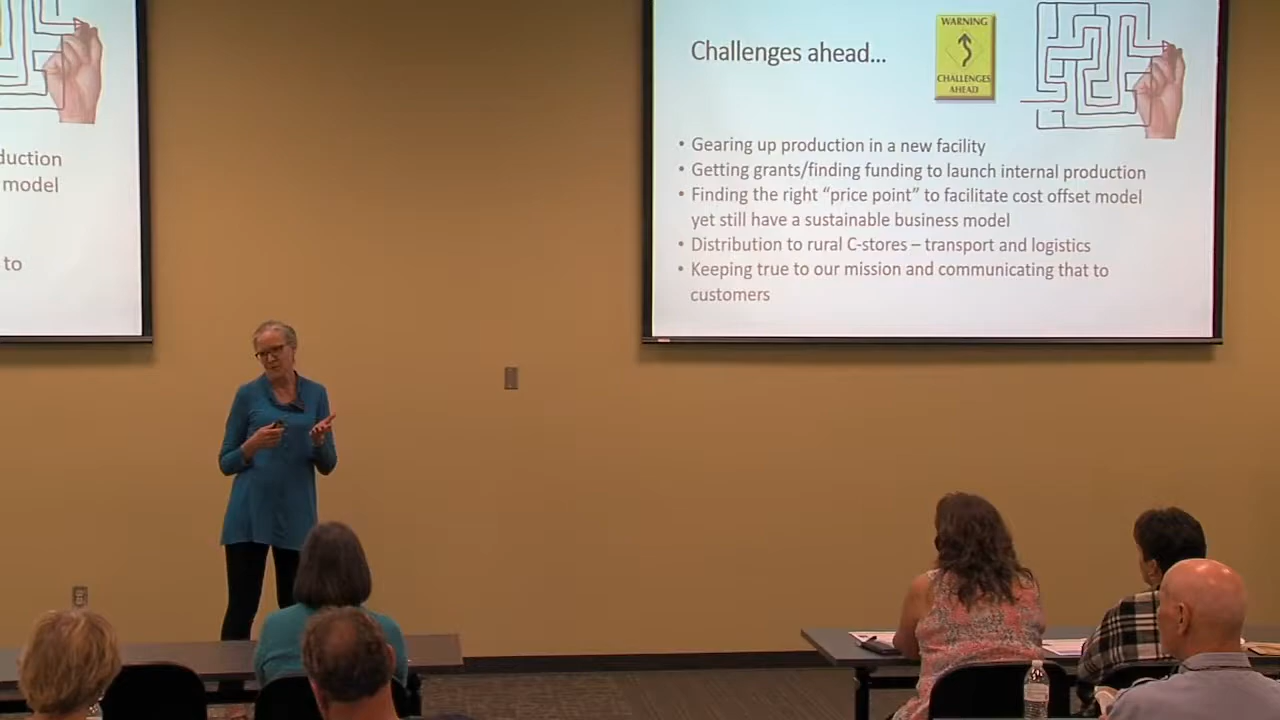 duction
model
to
Challenges ahead...
WARNING
CHALLENGES
AHEAD
• Gearing up production in a new facility
• Getting grants/finding funding to launch internal production
• Finding the right “price point” to facilitate cost offset model
yet still have a sustainable business model
• Distribution to rural C-stores – transport and logistics
• Keeping true to our mission and communicating that to
customers